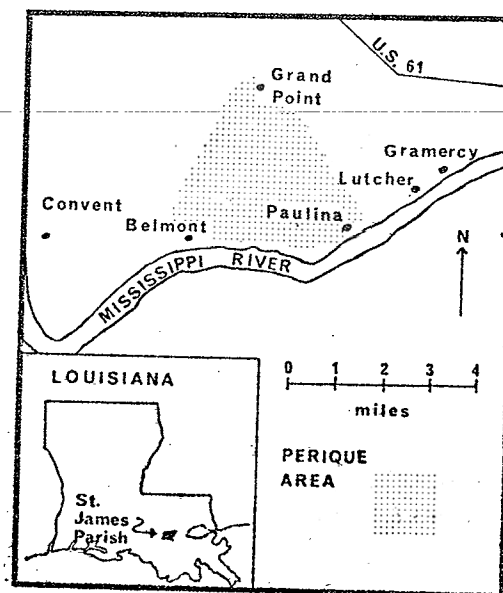 U.S. 61
Grand
Point
Gramercy
Lutcher
Convent
Belmont
Paulina
MISSISSIPPI RIVER
N
LOUISIANA
St.
James
Parish
0 1 2 3 4
miles
PERIQUE
AREA